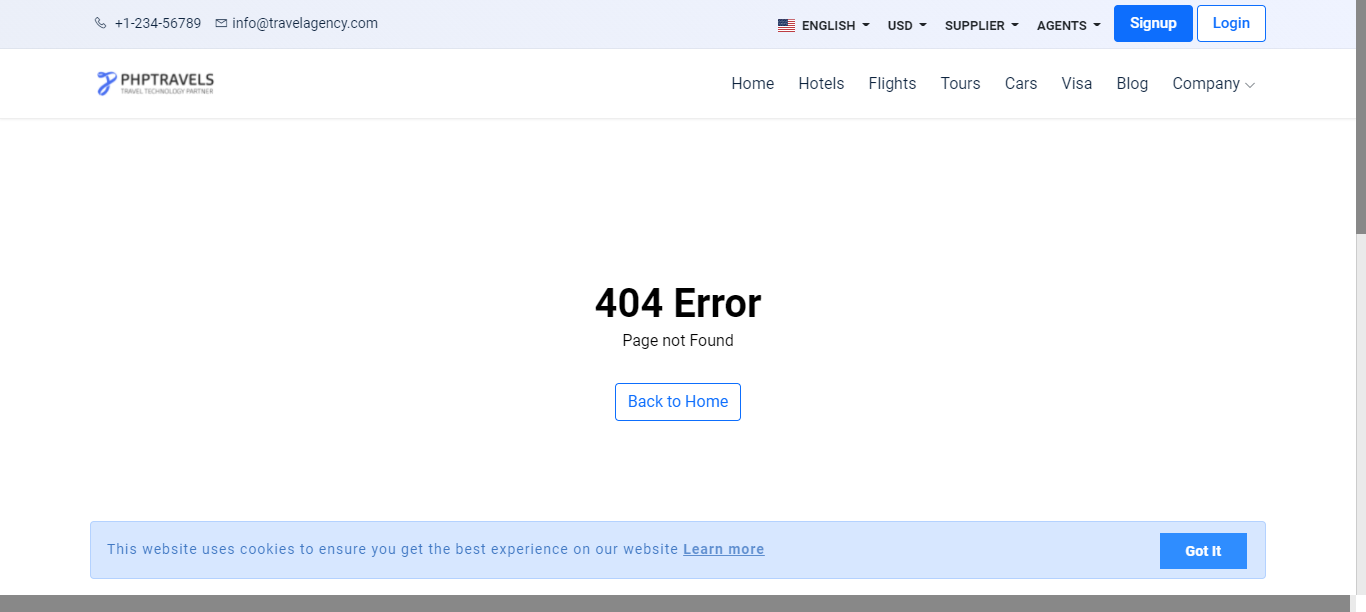 +1-234-56789 info@travelagency.com ENGLISH USD SUPPLIER AGENTS Signup Login
PHPTRAVELS
TRAVEL TECHNOLOGY PARTNER
Home Hotels Flights Tours Cars Visa Blog Company
404 Error
Page not Found
Back to Home
This website uses cookies to ensure you get the best experience on our website Learn more Got It